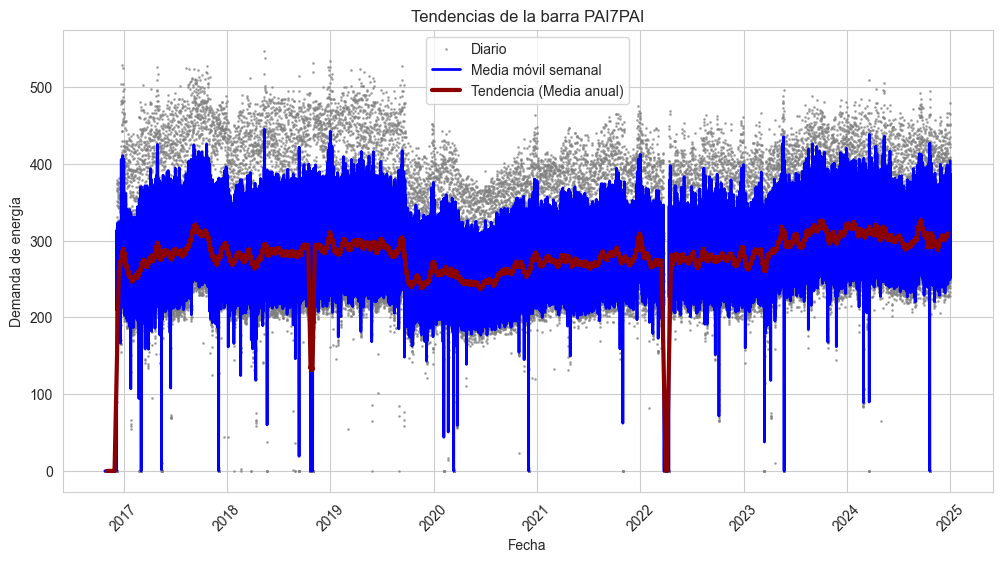 Tendencias de la barra PAI7PAI
Diario
Media móvil semanal
Tendencia (Media anual)
Demanda de energía
500
400
300
200
100
0
2017
2018
2019
2020
2021
2022
2023
2024
2025
Fecha